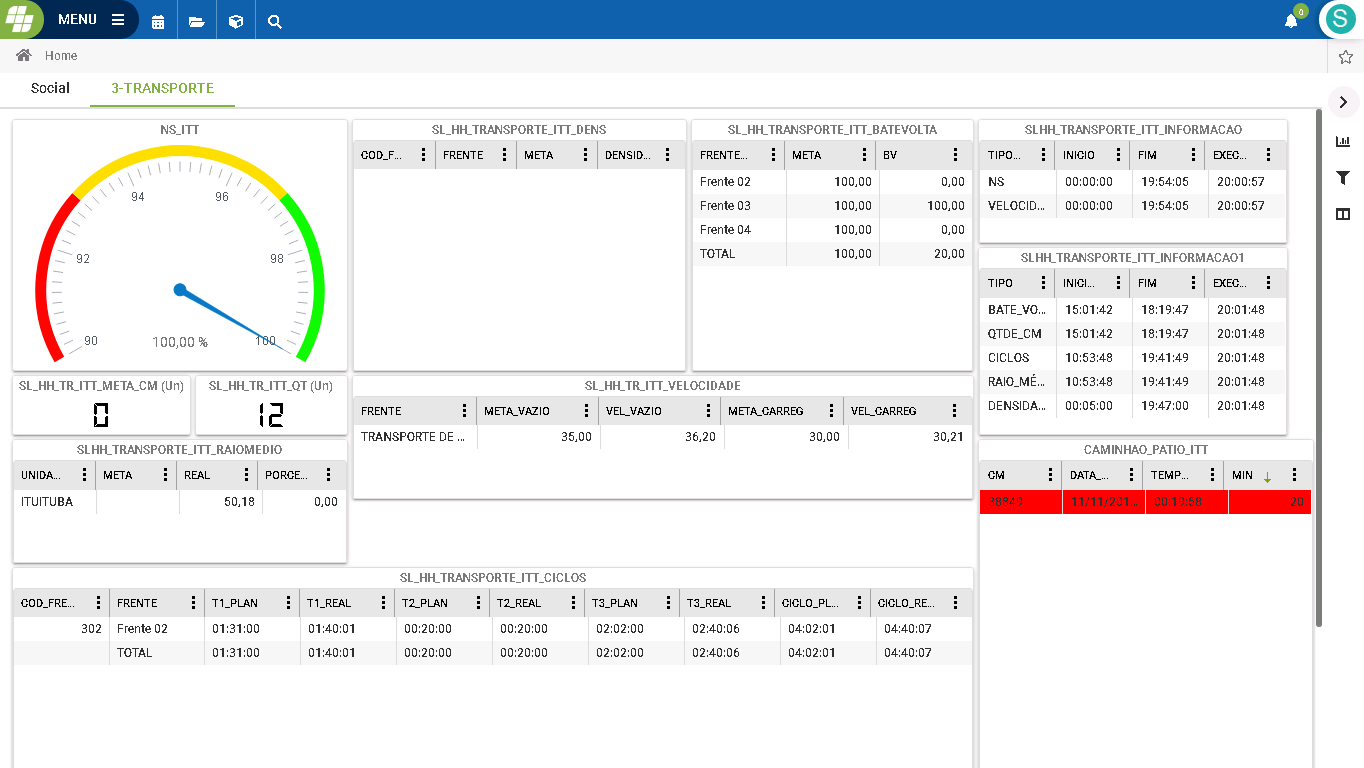 MENU
0
S
Home
Social
3-TRANSPORTE
NS_ITT
90
92
94
96
98
100
100,00 %
SL_HH_TRANSPORTE_ITT_DENS
COD_F... FRENTE META DENSID...
SL_HH_TRANSPORTE_ITT_BATEVOLTA
FRENTE... META BV
Frente 02 100,00 0,00
Frente 03 100,00 100,00
Frente 04 100,00 0,00
TOTAL 100,00 20,00
SLHH_TRANSPORTE_ITT_INFORMACAO
TIPO... INICIO FIM EXEC...
NS 00:00:00 19:54:05 20:00:57
VELOCID... 00:00:00 19:54:05 20:00:57
SLHH_TRANSPORTE_ITT_INFORMACAO1
TIPO INICI... FIM EXEC...
BATE_VO... 15:01:42 18:19:47 20:01:48
QTDE_CM 15:01:42 18:19:47 20:01:48
CICLOS 10:53:48 19:41:49 20:01:48
RAIO_MÉ... 10:53:48 19:41:49 20:01:48
DENSIDA... 00:05:00 19:47:00 20:01:48
SL_HH_TR_ITT_META_CM (Un)
0
SL_HH_TR_ITT_QT (Un)
12
SL_HH_TR_ITT_VELOCIDADE
FRENTE META_VAZIO VEL_VAZIO META_CARREG VEL_CARREG
TRANSPORTE DE ... 35,00 36,20 30,00 30,21
SLHH_TRANSPORTE_ITT_RAIOMEDIO
UNIDA... META REAL PORCE...
ITUITUBA 50,18 0,00
CAMINHAO_PATIO_ITT
CM DATA_... TEMP... MIN
38849 11/11/201... 00:19:58 20
SL_HH_TRANSPORTE_ITT_CICLOS
COD_FRE... FRENTE T1_PLAN T1_REAL T2_PLAN T2_REAL T3_PLAN T3_REAL CICLO_PL... CICLO_RE...
302 Frente 02 01:31:00 01:40:01 00:20:00 00:20:00 02:02:00 02:40:06 04:02:01 04:40:07
TOTAL 01:31:00 01:40:01 00:20:00 00:20:00 02:02:00 02:40:06 04:02:01 04:40:07